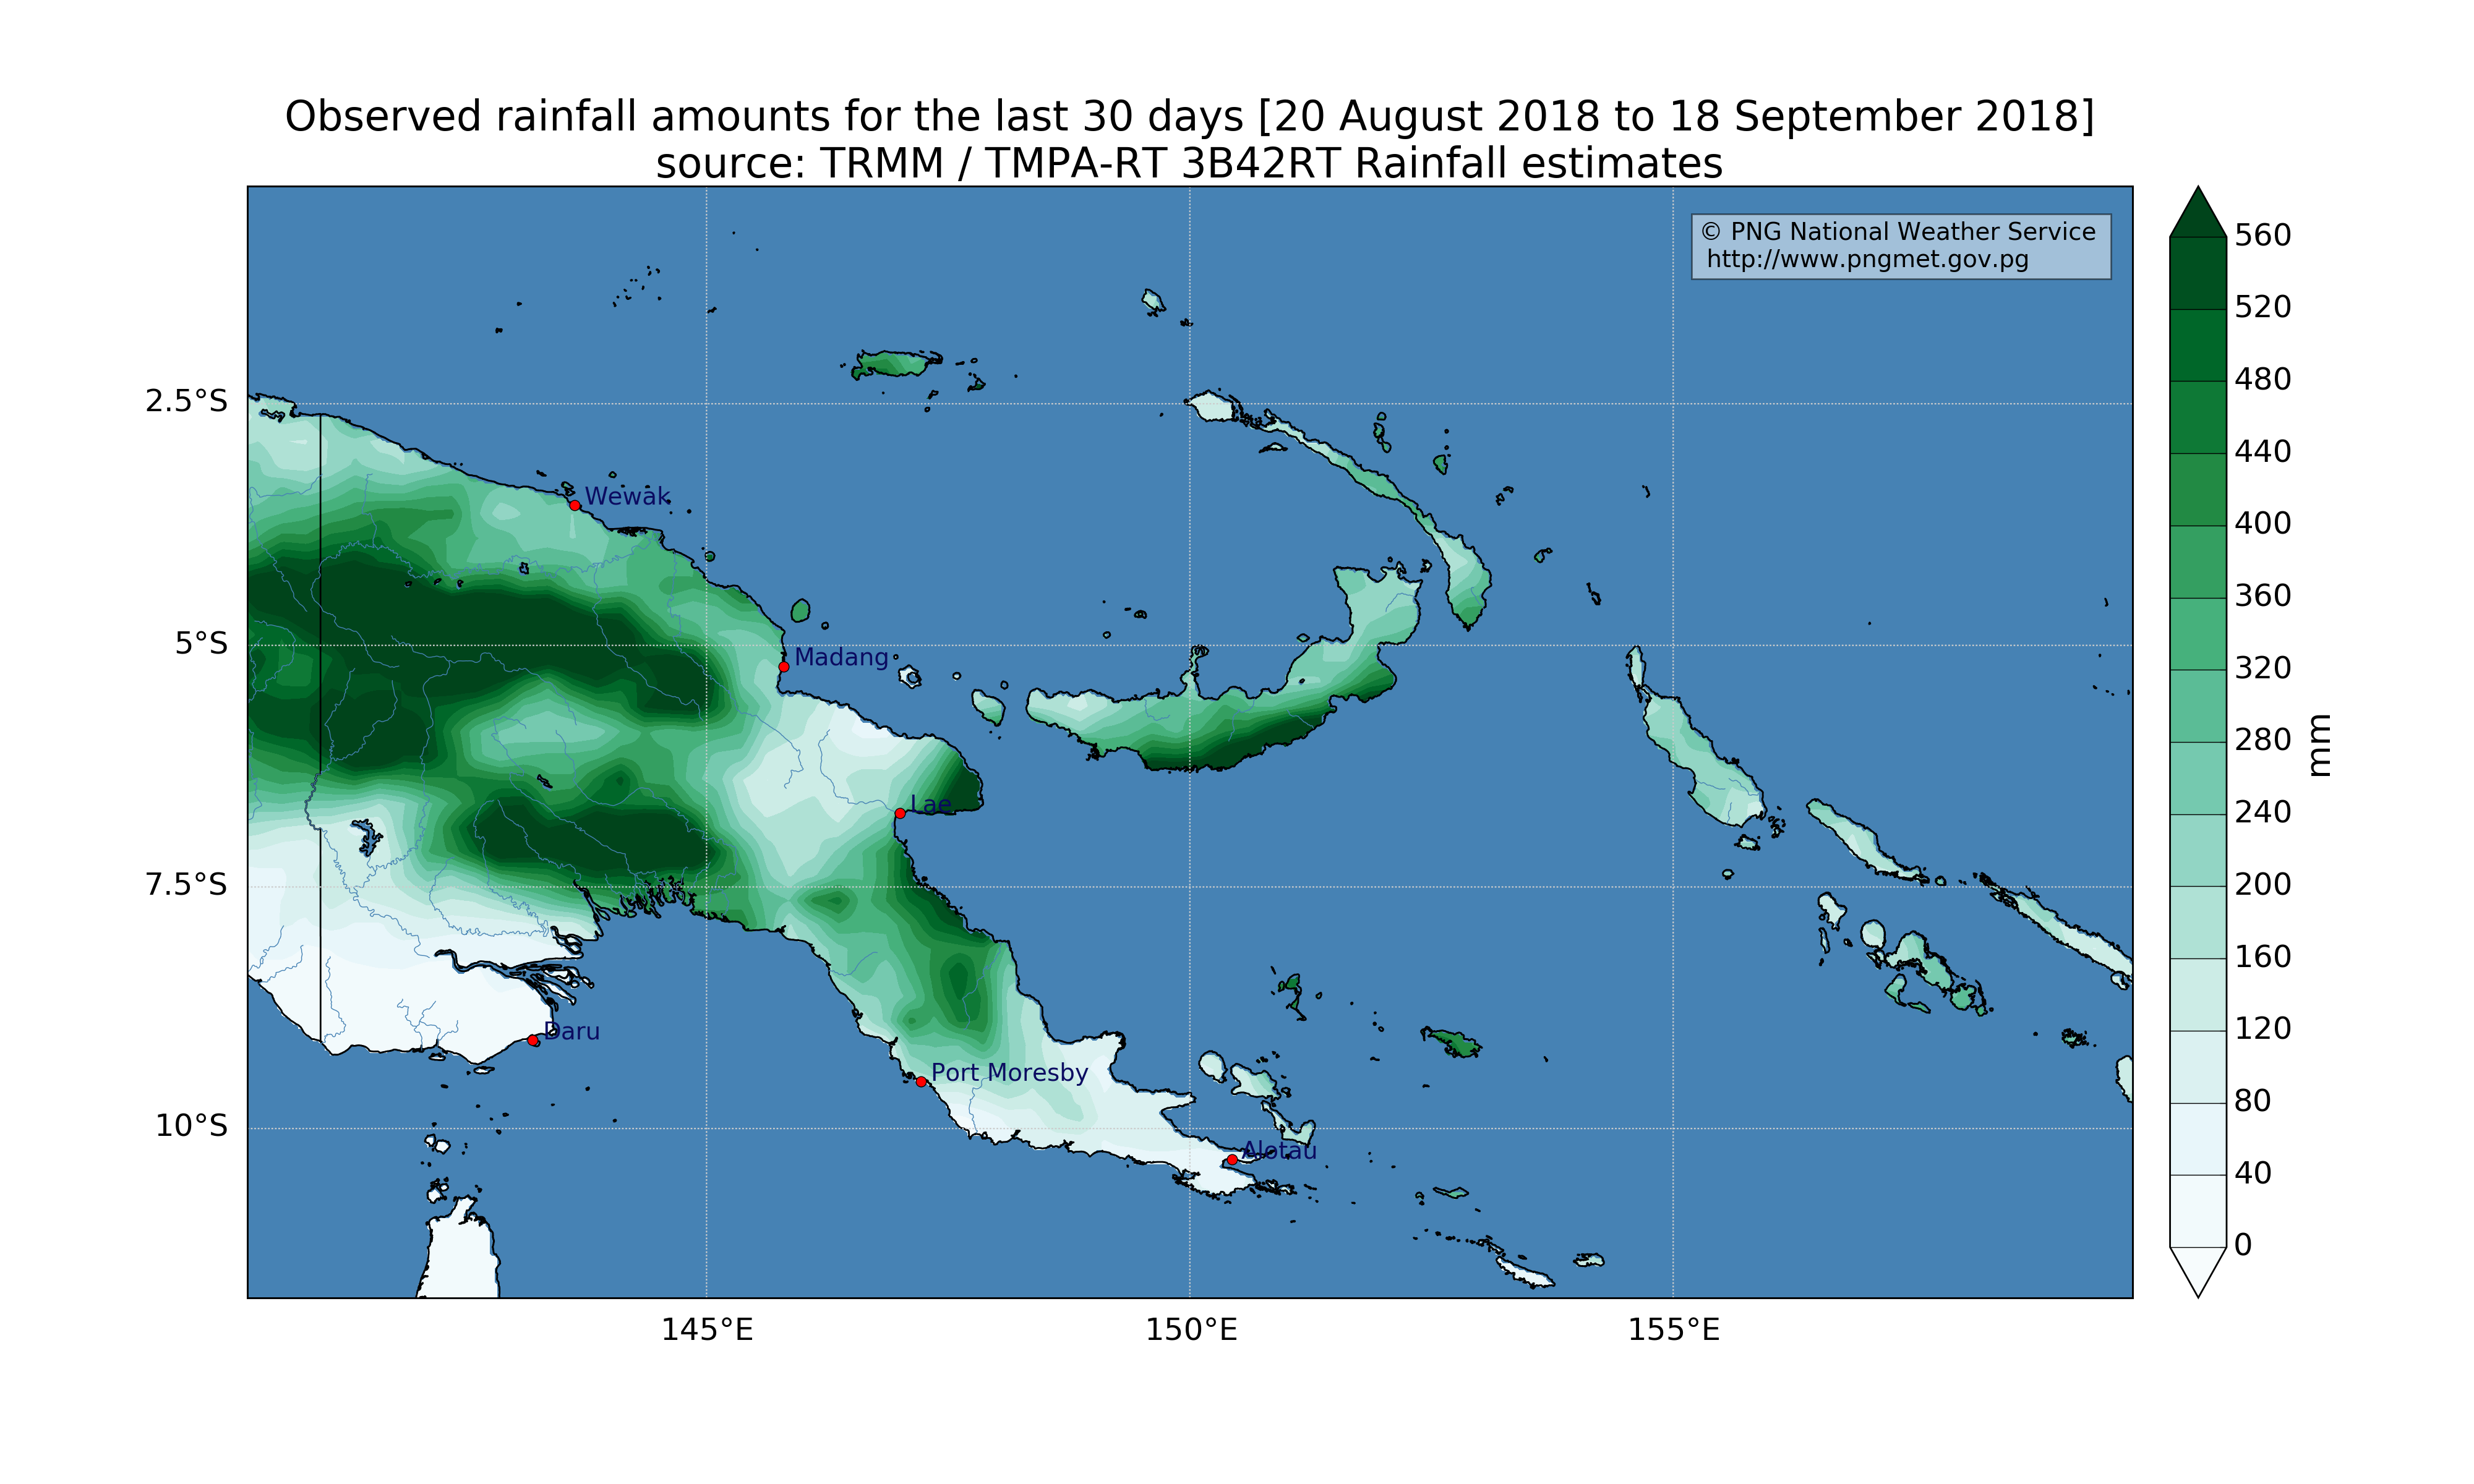 Observed rainfall amounts for the last 30 days [20 August 2018 to 18 September 2018]
source: TRMM / TMPA-RT 3B42RT Rainfall estimates
© PNG National Weather Service
http://www.pngmet.gov.pg
560
520
480
440
400
360
320
280
240
200
160
120
80
40
0
mm
2.5°S
5°S
7.5°S
10°S
Wewak
Madang
Lae
Daru
Port Moresby
Alotau
145°E
150°E
155°E